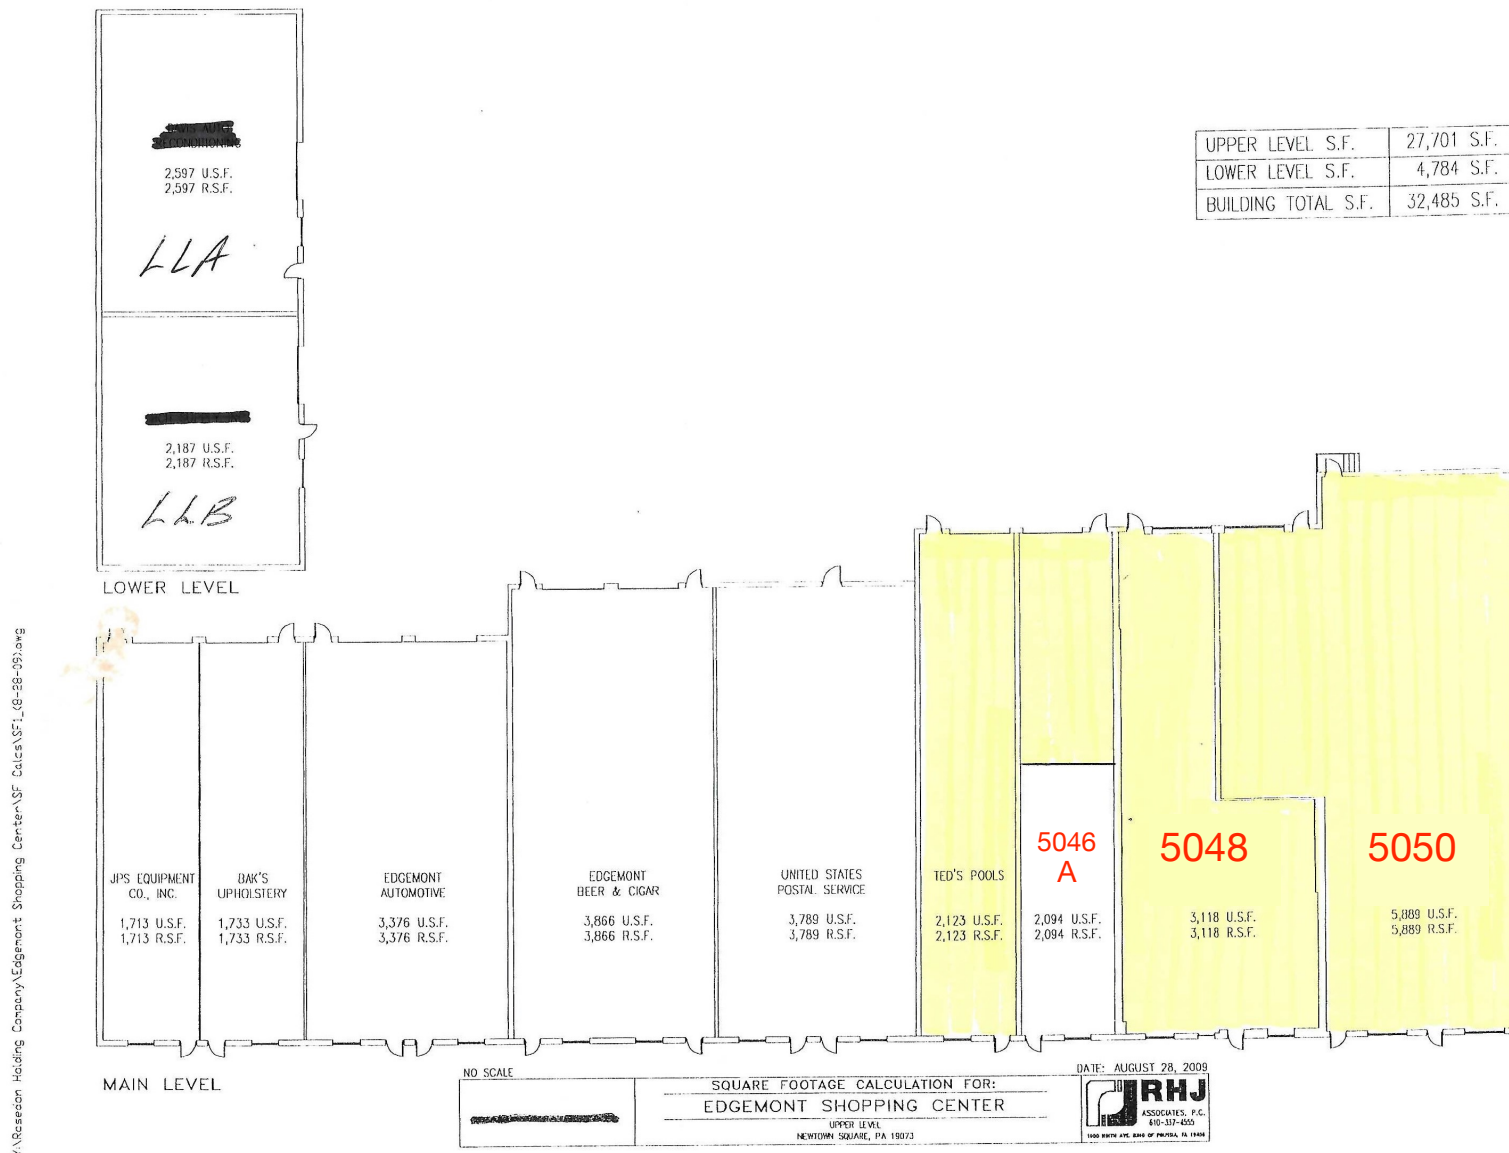 2,597 U.S.F.
2,597 R.S.F.
LLA
2,187 U.S.F.
2,187 R.S.F.
LLB
LOWER LEVEL
UPPER LEVEL S.F. 27,701 S.F.
LOWER LEVEL S.F. 4,784 S.F.
BUILDING TOTAL S.F. 32,485 S.F.
JPS EQUIPMENT
CO., INC.
1,713 U.S.F.
1,713 R.S.F.
BAK'S
UPHOLSTERY
1,733 U.S.F.
1,733 R.S.F.
EDGEMONT
AUTOMOTIVE
3,376 U.S.F.
3,376 R.S.F.
EDGEMONT
BEER & CIGAR
3,866 U.S.F.
3,866 R.S.F.
UNITED STATES
POSTAL SERVICE
3,789 U.S.F.
3,789 R.S.F.
TED'S POOLS
2,123 U.S.F.
2,123 R.S.F.
5046
A
2,094 U.S.F.
2,094 R.S.F.
5048
3,118 U.S.F.
3,118 R.S.F.
5050
5,889 U.S.F.
5,889 R.S.F.
MAIN LEVEL
NO SCALE
SQUARE FOOTAGE CALCULATION FOR:
EDGEMONT SHOPPING CENTER
UPPER LEVEL
NEWTOWN SQUARE, PA 19073
DATE: AUGUST 28, 2009
RHJ
ASSOCIATES, P.C.
610-337-4555
Holding Company\Edgemont Shopping Center\SF Calcs\SF1_(8-28-09).dwg